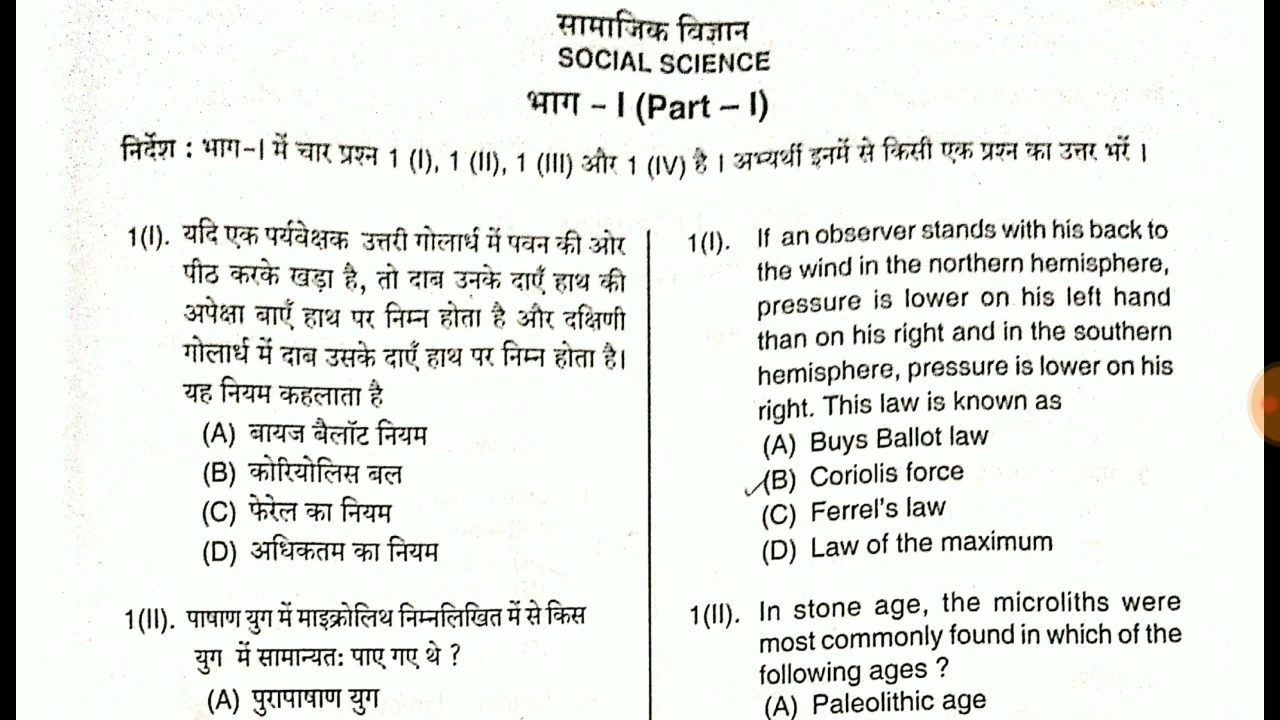 सामाजिक विज्ञान
SOCIAL SCIENCE
भाग – I (Part – I)
निर्देश : भाग–I में चार प्रश्न 1 (I), 1 (II), 1 (III) और 1 (IV) है । अभ्यर्थी इनमें से किसी एक प्रश्न का उत्तर भरें ।
1(I). यदि एक पर्यवेक्षक उत्तरी गोलार्ध में पवन की ओर
पीठ करके खड़ा है, तो दाब उनके दाएँ हाथ की
अपेक्षा बाएँ हाथ पर निम्न होता है और दक्षिणी
गोलार्ध में दाब उसके दाएँ हाथ पर निम्न होता है।
यह नियम कहलाता है
(A) बायज बैलॉट नियम
(B) कोरियोलिस बल
(C) फेरेल का नियम
(D) अधिकतम का नियम
1(II). पाषाण युग में माइक्रोलिथ निम्नलिखित में से किस
युग में सामान्यतः पाए गए थे ?
(A) पुरापाषाण युग
1(I). If an observer stands with his back to
the wind in the northern hemisphere,
pressure is lower on his left hand
than on his right and in the southern
hemisphere, pressure is lower on his
right. This law is known as
(A) Buys Ballot law
(B) Coriolis force
(C) Ferrel's law
(D) Law of the maximum
1(II). In stone age, the microliths were
most commonly found in which of the
following ages ?
(A) Paleolithic age